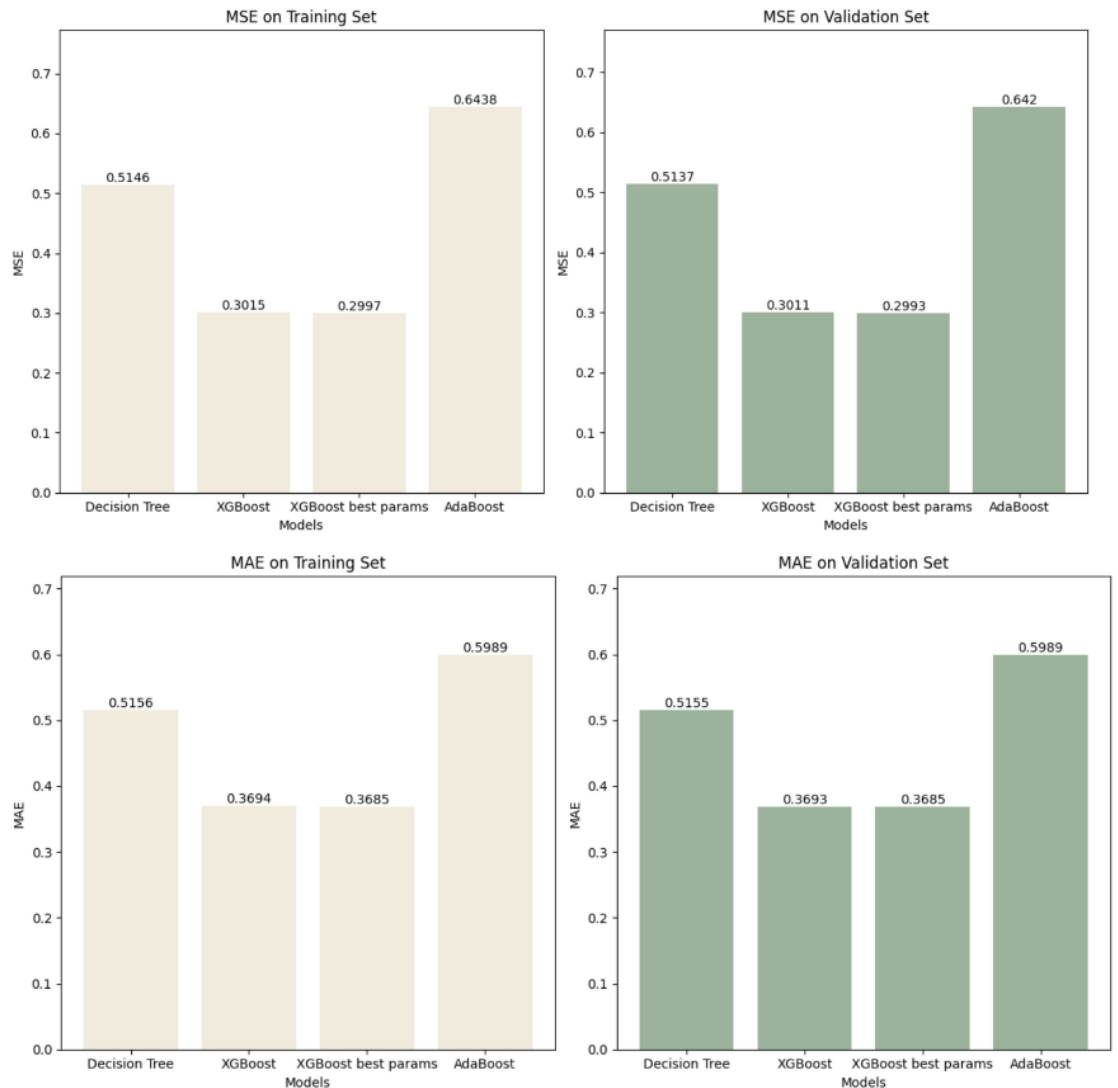 MSE on Training Set
0.7
0.6
0.5
0.4
0.3
0.2
0.1
0.0
MSE
0.5146
0.3015
0.2997
0.6438
Decision Tree
XGBoost
XGBoost best params
AdaBoost
Models
MSE on Validation Set
0.7
0.6
0.5
0.4
0.3
0.2
0.1
0.0
MSE
0.5137
0.3011
0.2993
0.642
Decision Tree
XGBoost
XGBoost best params
AdaBoost
Models
MAE on Training Set
0.7
0.6
0.5
0.4
0.3
0.2
0.1
0.0
MAE
0.5156
0.3694
0.3685
0.5989
Decision Tree
XGBoost
XGBoost best params
AdaBoost
Models
MAE on Validation Set
0.7
0.6
0.5
0.4
0.3
0.2
0.1
0.0
MAE
0.5155
0.3693
0.3685
0.5989
Decision Tree
XGBoost
XGBoost best params
AdaBoost
Models